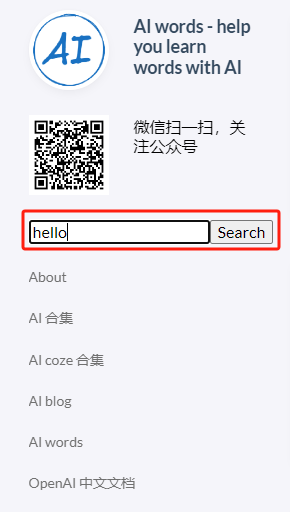 AI
AI words - help
you learn
words with AI
微信扫一扫，关
注公众号
hello
Search
About
AI 合集
AI coze 合集
AI blog
AI words
OpenAI 中文文档